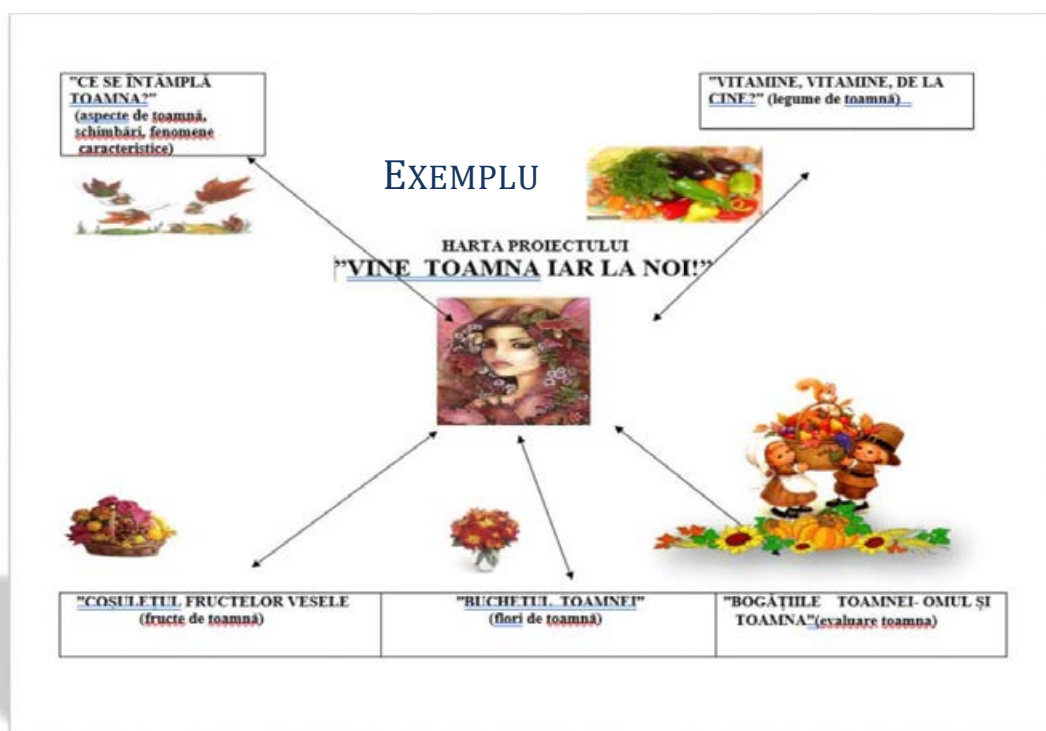 "CE SE ÎNTÂMPLĂ
TOAMNA?"
(aspecte de toamnă,
schimbări, fenomene
caracteristice)
"VITAMINE, VITAMINE, DE LA
CINE?" (legume de toamnă)
EXEMPLU
HARTA PROIECTULUI
"VINE TOAMNA IAR LA NOI!"
"COȘULEȚUL FRUCTELOR VESELE
(fructe de toamnă)
"BUCHETUL TOAMNEI"
(flori de toamnă)
"BOGĂȚIILE TOAMNEI- OMUL ȘI
TOAMNA"(evaluare toamna)